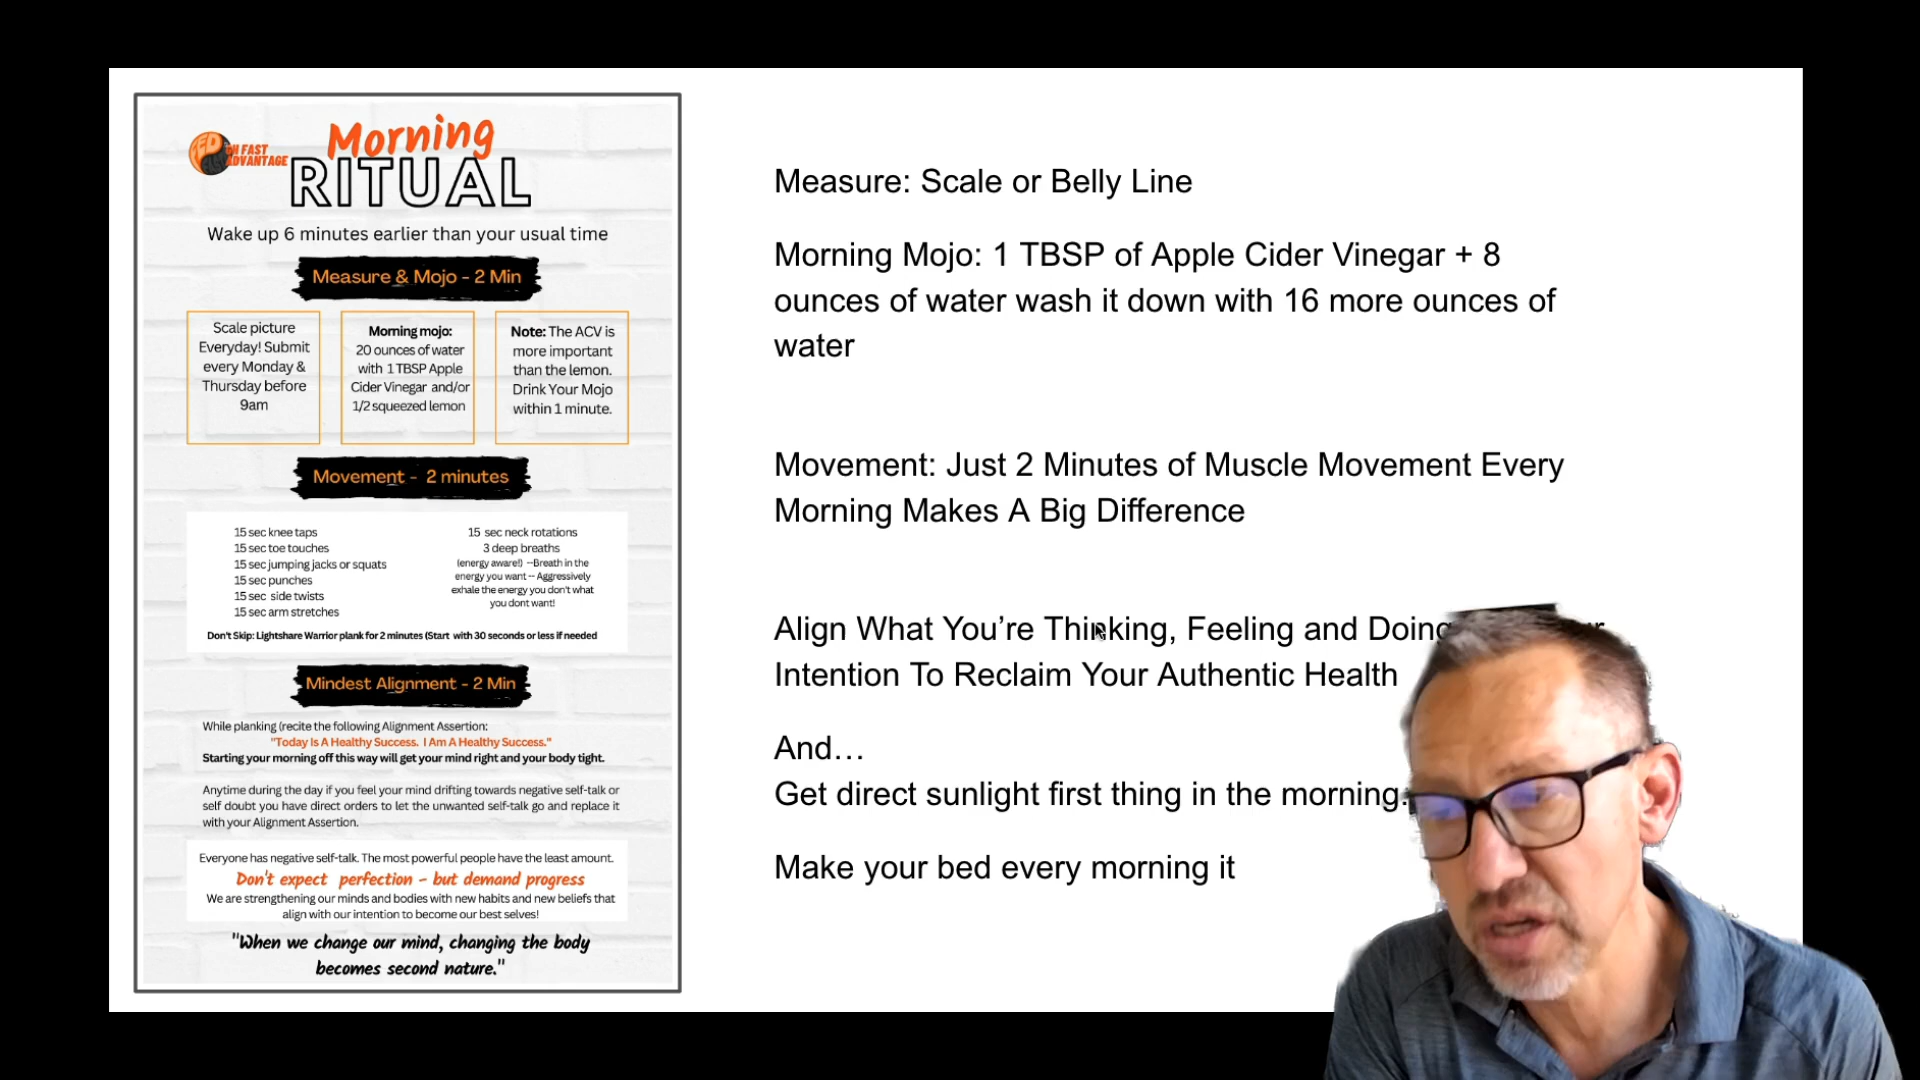 FED
'N FAST
ADVANTAGE
Morning
RITUAL
Wake up 6 minutes earlier than your usual time
Measure & Mojo - 2 Min
Scale picture
Everyday! Submit
every Monday &
Thursday before
9am
Morning mojo:
20 ounces of water
with 1 TBSP Apple
Cider Vinegar and/or
1/2 squeezed lemon
Note: The ACV is
more important
than the lemon.
Drink Your Mojo
within 1 minute.
Movement - 2 minutes
15 sec knee taps
15 sec toe touches
15 sec jumping jacks or squats
15 sec punches
15 sec side twists
15 sec arm stretches
15 sec neck rotations
3 deep breaths
(energy aware!) --Breath in the
energy you want -- Aggressively
exhale the energy you don't what
you dont want!
Don't Skip: Lightshare Warrior plank for 2 minutes (Start with 30 seconds or less if needed
Mindest Alignment - 2 Min
While planking (recite the following Alignment Assertion:
"Today Is A Healthy Success. I Am A Healthy Success."
Starting your morning off this way will get your mind right and your body tight.
Anytime during the day if you feel your mind drifting towards negative self-talk or
self doubt you have direct orders to let the unwanted self-talk go and replace it
with your Alignment Assertion.
Everyone has negative self-talk. The most powerful people have the least amount.
Don't expect perfection - but demand progress
We are strengthening our minds and bodies with new habits and new beliefs that
align with our intention to become our best selves!
"When we change our mind, changing the body
becomes second nature."
Measure: Scale or Belly Line
Morning Mojo: 1 TBSP of Apple Cider Vinegar + 8
ounces of water wash it down with 16 more ounces of
water
Movement: Just 2 Minutes of Muscle Movement Every
Morning Makes A Big Difference
Align What You're Thinking, Feeling and Doing
Intention To Reclaim Your Authentic Health
And…
Get direct sunlight first thing in the morning.
Make your bed every morning it